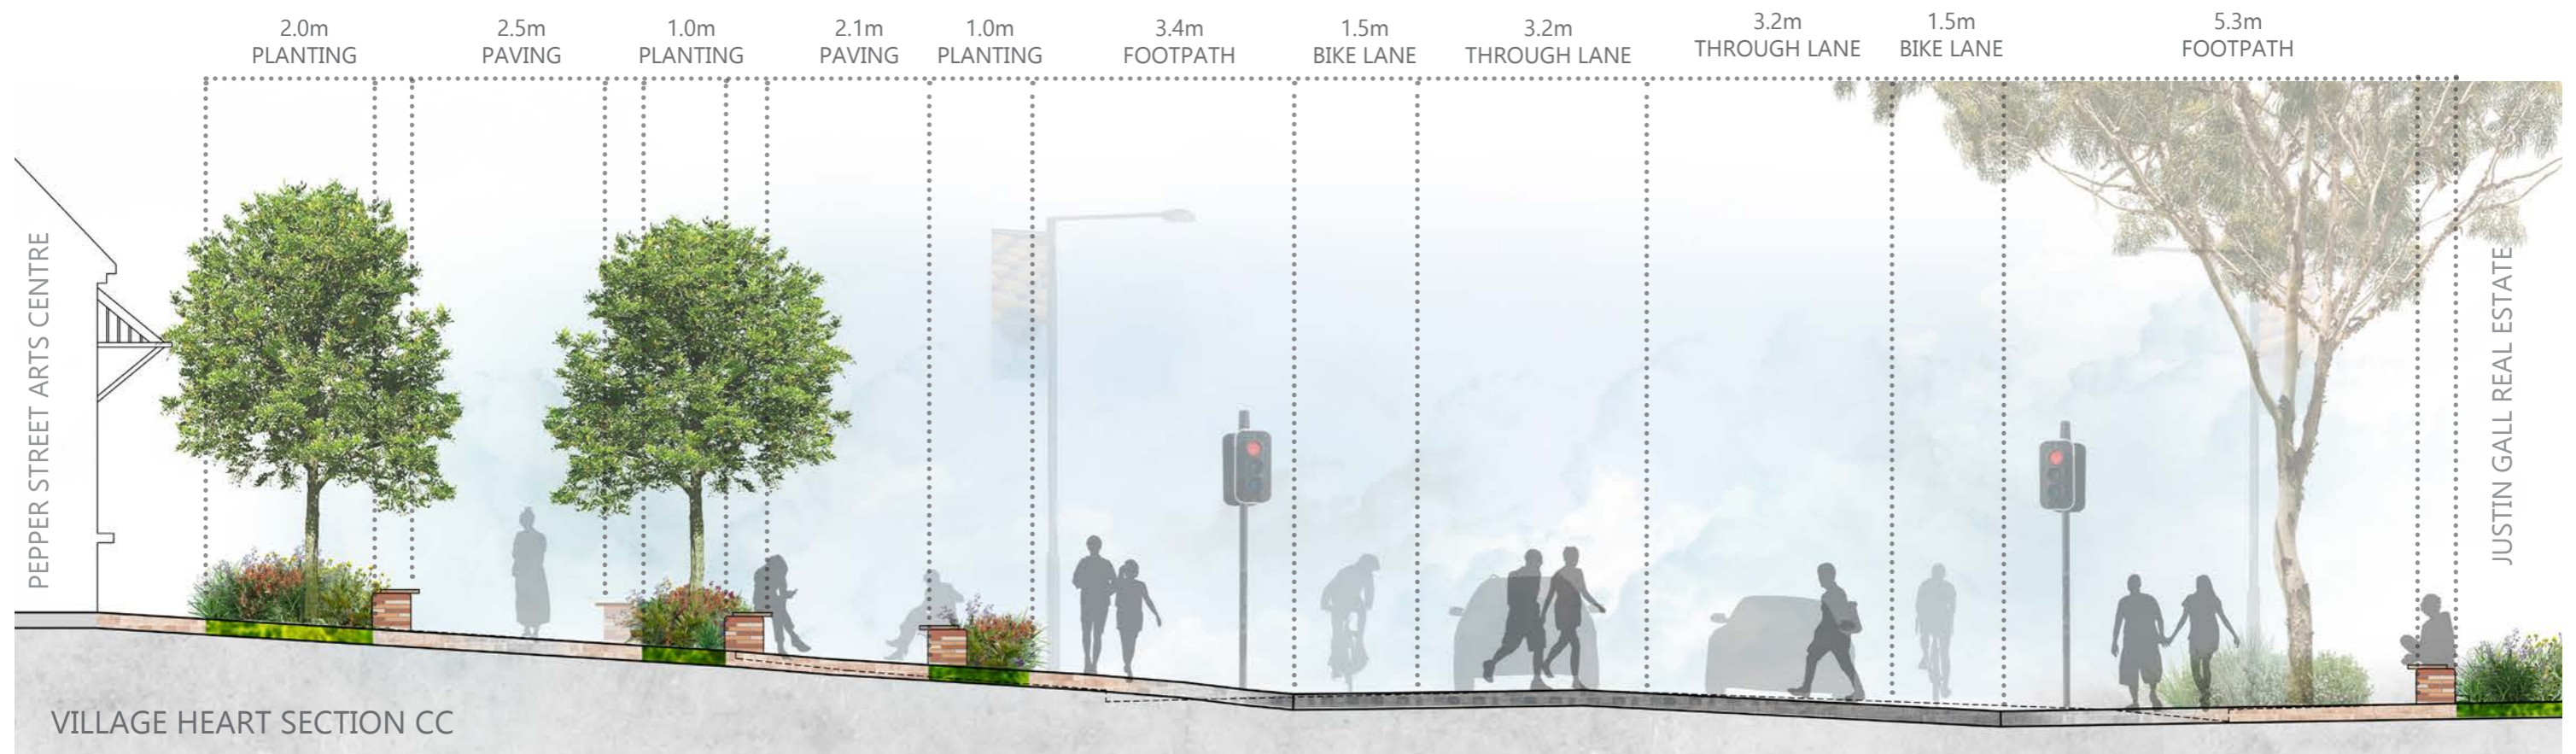 2.0m
PLANTING
2.5m
PAVING
1.0m
PLANTING
2.1m
PAVING
1.0m
PLANTING
3.4m
FOOTPATH
1.5m
BIKE LANE
3.2m
THROUGH LANE
3.2m
THROUGH LANE
1.5m
BIKE LANE
5.3m
FOOTPATH
PEPPER STREET ARTS CENTRE
JUSTIN GALL REAL ESTATE
VILLAGE HEART SECTION CC